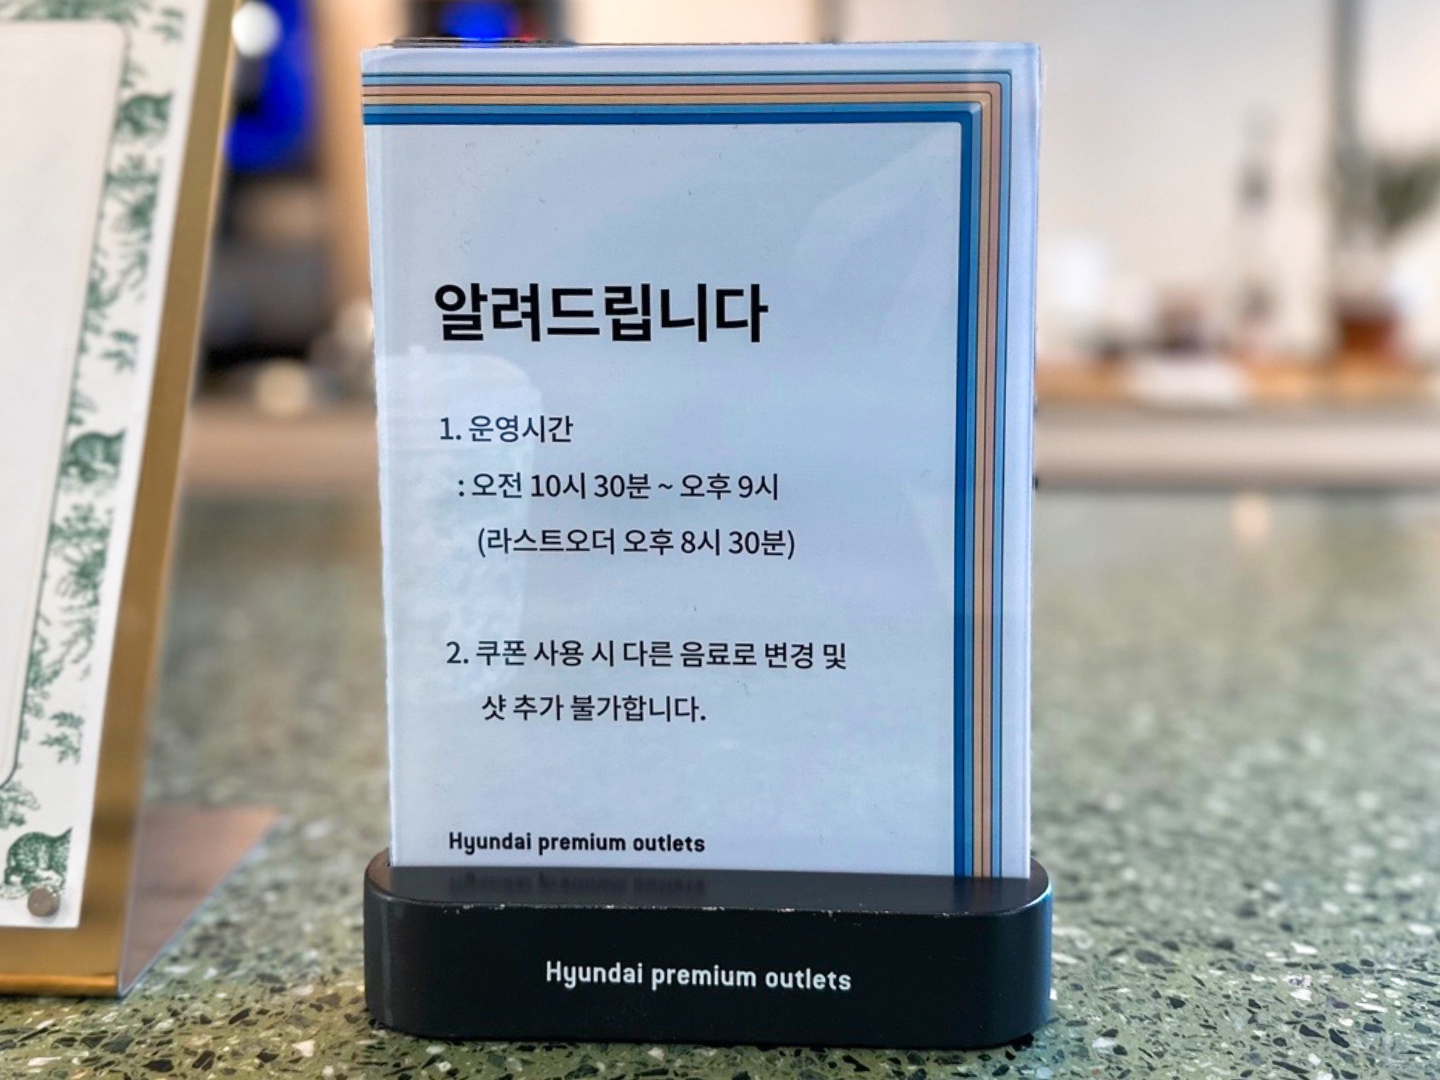 알려드립니다
1. 운영시간
: 오전 10시 30분 ~ 오후 9시
(라스트오더 오후 8시 30분)
2. 쿠폰 사용 시 다른 음료로 변경 및
샷 추가 불가합니다.
Hyundai premium outlets
Hyundai premium outlets